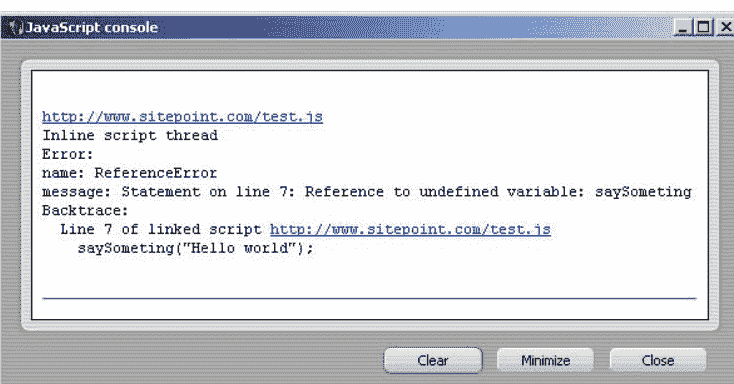 JavaScript console
http://www.sitepoint.com/test.js
Inline script thread
Error:
name: ReferenceError
message: Statement on line 7: Reference to undefined variable: saySometing
Backtrace:
Line 7 of linked script http://www.sitepoint.com/test.js
saySometing("Hello world");
Clear Minimize Close